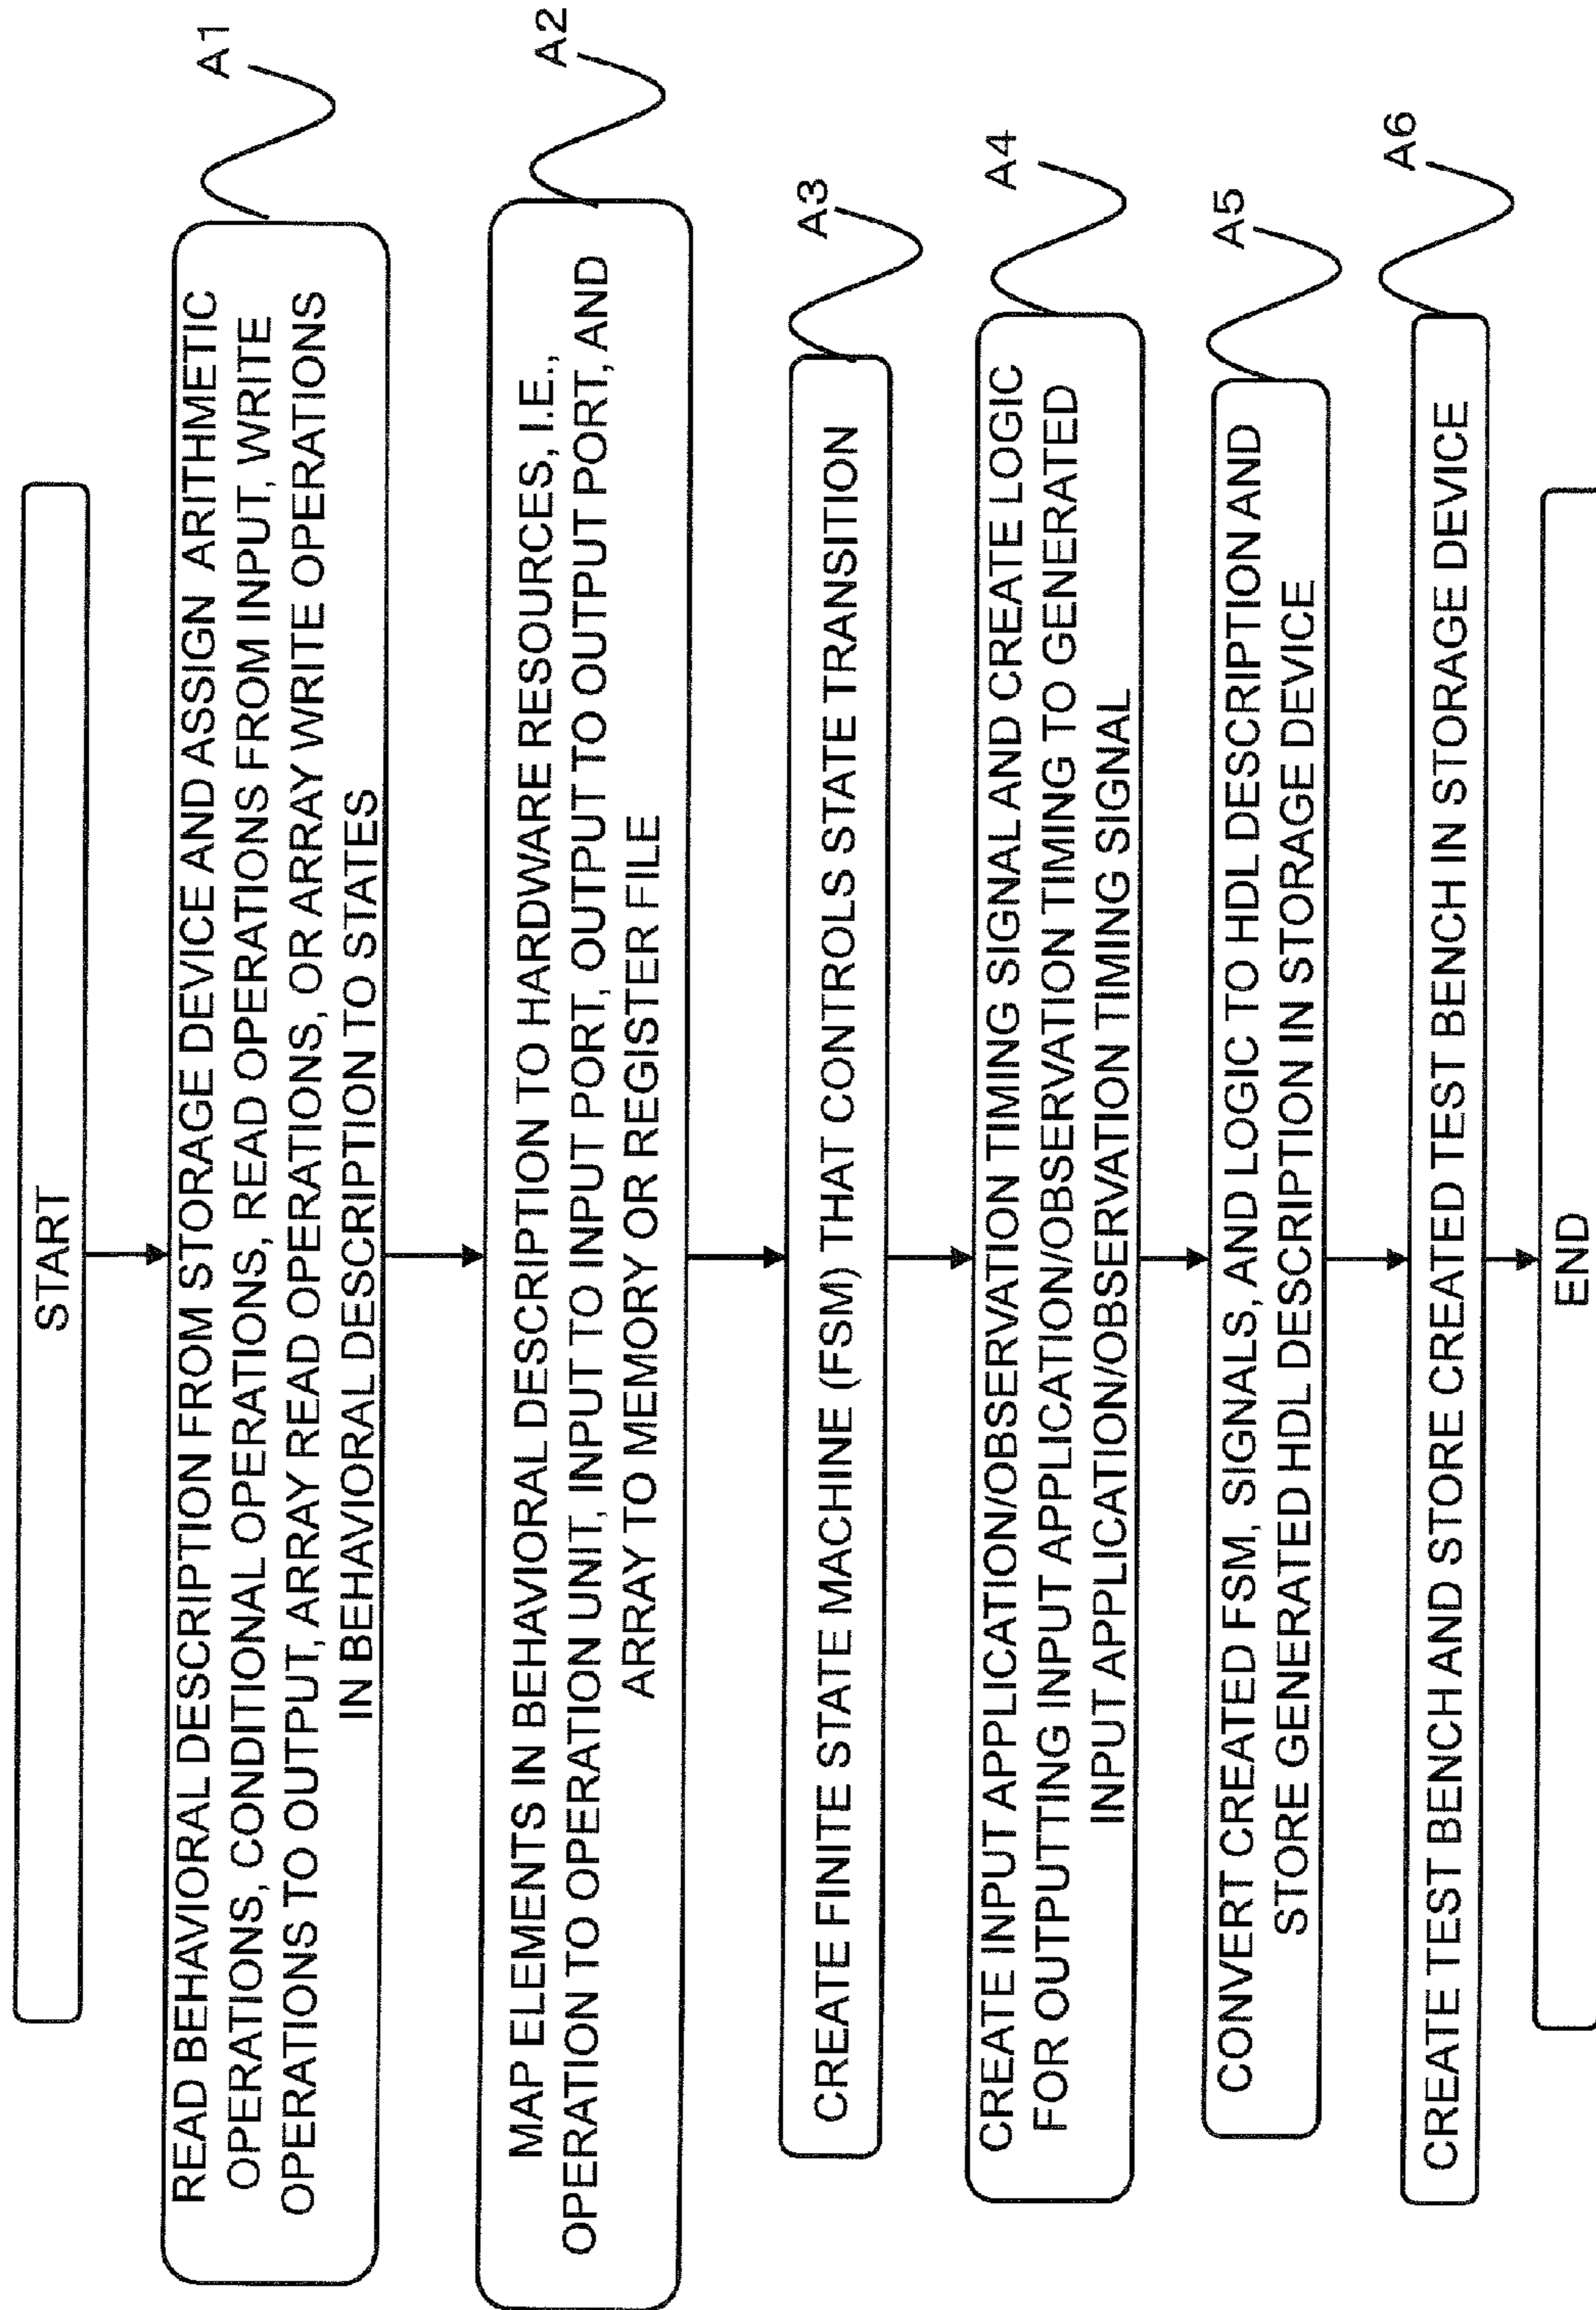 START
READ BEHAVIORAL DESCRIPTION FROM STORAGE DEVICE AND ASSIGN ARITHMETIC
OPERATIONS, CONDITIONAL OPERATIONS, READ OPERATIONS FROM INPUT, WRITE
OPERATIONS TO OUTPUT, ARRAY READ OPERATIONS, OR ARRAY WRITE OPERATIONS
IN BEHAVIORAL DESCRIPTION TO STATES
A1
MAP ELEMENTS IN BEHAVIORAL DESCRIPTION TO HARDWARE RESOURCES, I.E.,
OPERATION TO OPERATION UNIT, INPUT TO INPUT PORT, OUTPUT TO OUTPUT PORT, AND
ARRAY TO MEMORY OR REGISTER FILE
A2
CREATE FINITE STATE MACHINE (FSM) THAT CONTROLS STATE TRANSITION
A3
CREATE INPUT APPLICATION/OBSERVATION TIMING SIGNAL AND CREATE LOGIC
FOR OUTPUTTING INPUT APPLICATION/OBSERVATION TIMING TO GENERATED
INPUT APPLICATION/OBSERVATION TIMING SIGNAL
A4
CONVERT CREATED FSM, SIGNALS, AND LOGIC TO HDL DESCRIPTION AND
STORE GENERATED HDL DESCRIPTION IN STORAGE DEVICE
A5
CREATE TEST BENCH AND STORE CREATED TEST BENCH IN STORAGE DEVICE
A6
END